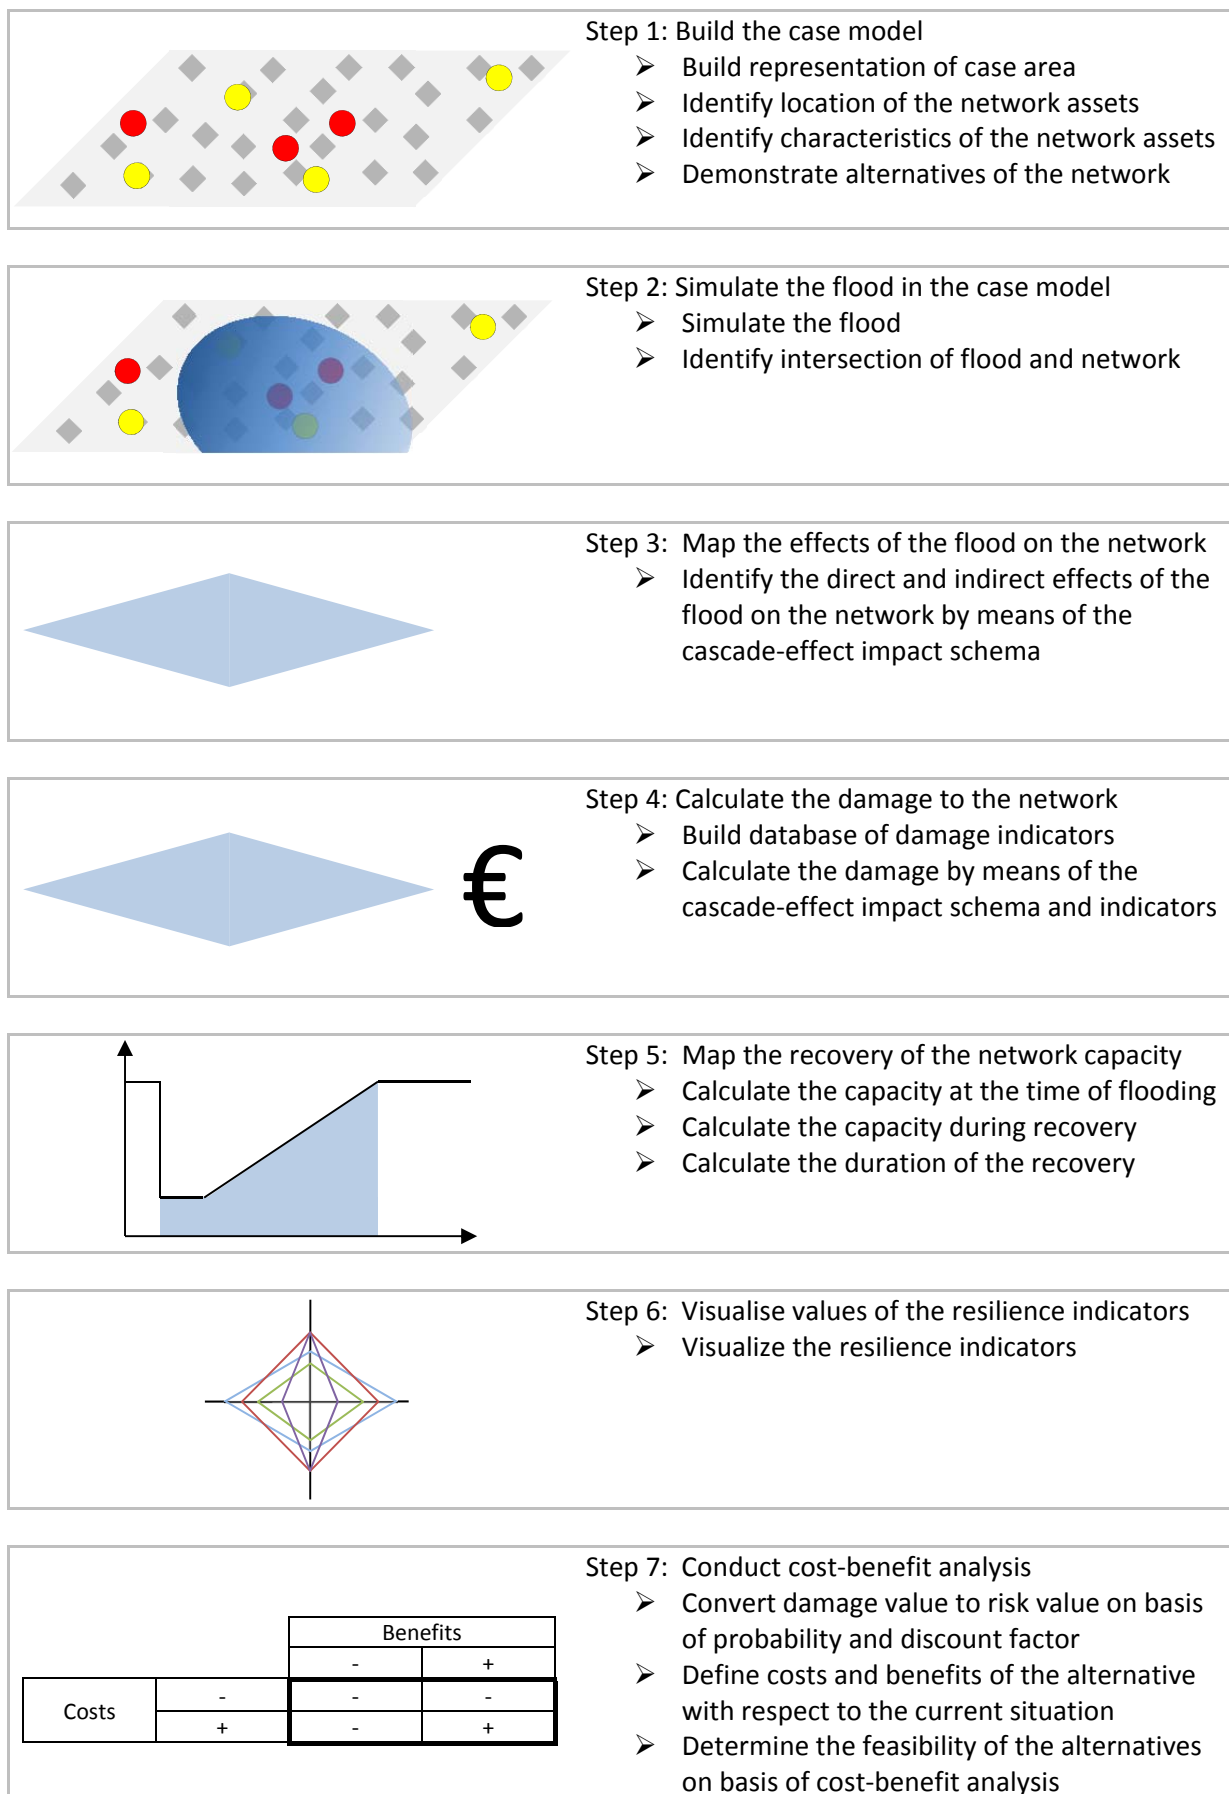 Step 1: Build the case model
➢ Build representation of case area
➢ Identify location of the network assets
➢ Identify characteristics of the network assets
➢ Demonstrate alternatives of the network
Step 2: Simulate the flood in the case model
➢ Simulate the flood
➢ Identify intersection of flood and network
Step 3: Map the effects of the flood on the network
➢ Identify the direct and indirect effects of the
flood on the network by means of the
cascade-effect impact schema
€
Step 4: Calculate the damage to the network
➢ Build database of damage indicators
➢ Calculate the damage by means of the
cascade-effect impact schema and indicators
Step 5: Map the recovery of the network capacity
➢ Calculate the capacity at the time of flooding
➢ Calculate the capacity during recovery
➢ Calculate the duration of the recovery
Step 6: Visualise values of the resilience indicators
➢ Visualize the resilience indicators
Benefits
- +
Costs - - -
+ - +
Step 7: Conduct cost-benefit analysis
➢ Convert damage value to risk value on basis
of probability and discount factor
➢ Define costs and benefits of the alternative
with respect to the current situation
➢ Determine the feasibility of the alternatives
on basis of cost-benefit analysis